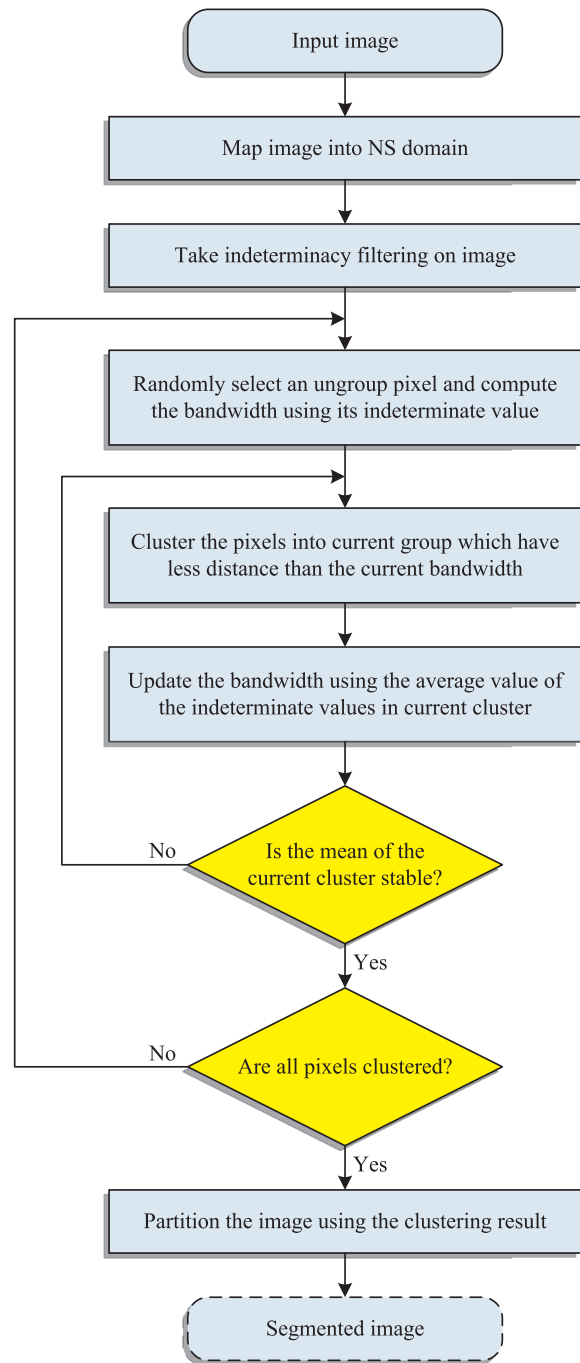 Input image
Map image into NS domain
Take indeterminacy filtering on image
Randomly select an ungroup pixel and compute
the bandwidth using its indeterminate value
Cluster the pixels into current group which have
less distance than the current bandwidth
Update the bandwidth using the average value of
the indeterminate values in current cluster
No
Is the mean of the
current cluster stable?
Yes
No
Are all pixels clustered?
Yes
Partition the image using the clustering result
Segmented image